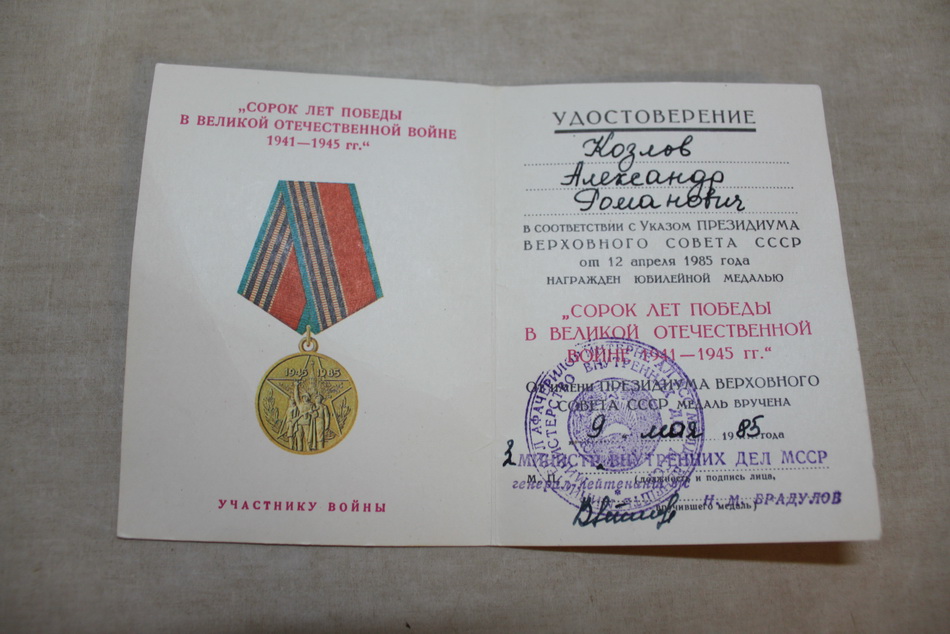 „СОРОК ЛЕТ ПОБЕДЫ
В ВЕЛИКОЙ ОТЕЧЕСТВЕННОЙ ВОЙНЕ
1941—1945 гг.“
1945 1985
УЧАСТНИКУ ВОЙНЫ
УДОСТОВЕРЕНИЕ
Козлов
Александр
Романович
В СООТВЕТСТВИИ С УКАЗОМ ПРЕЗИДИУМА
ВЕРХОВНОГО СОВЕТА СССР
от 12 апреля 1985 года
НАГРАЖДЕН ЮБИЛЕЙНОЙ МЕДАЛЬЮ
„СОРОК ЛЕТ ПОБЕДЫ
В ВЕЛИКОЙ ОТЕЧЕСТВЕННОЙ
ВОЙНЕ 1941—1945 гг.“
ОТ ИМЕНИ ПРЕЗИДИУМА ВЕРХОВНОГО
СОВЕТА СССР МЕДАЛЬ ВРУЧЕНА
9 мая 1985 года
МИНИСТР ВНУТРЕННИХ ДЕЛ МССР
М. П. (должность и подпись лица,
генерал-лейтенант в/с Н.М. БРАДУЛОВ
вручившего медаль)